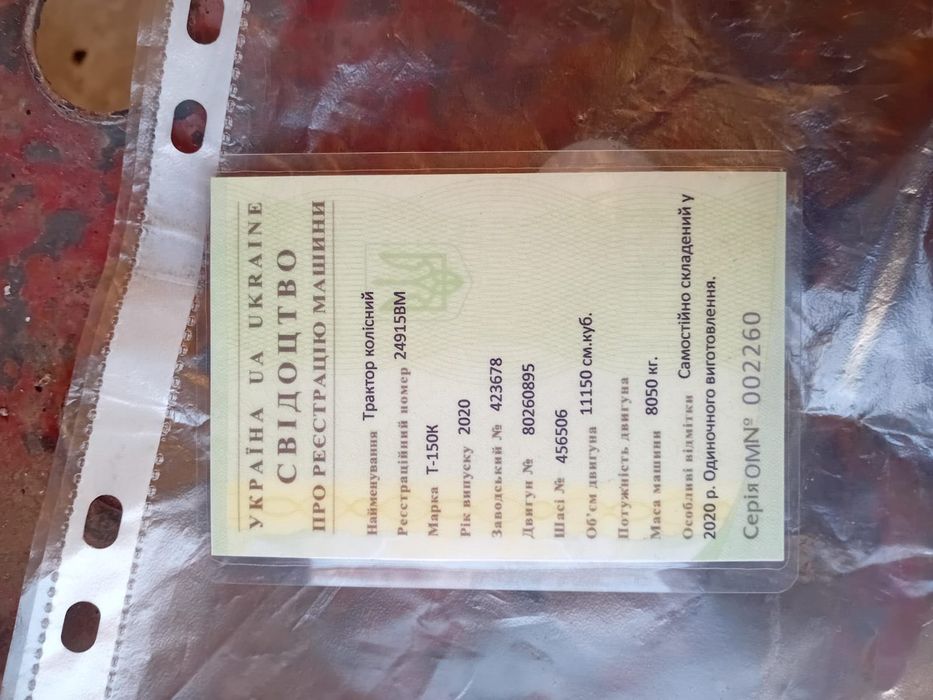 УКРАЇНА UA UKRAINE
СВІДОЦТВО
ПРО РЕЄСТРАЦІЮ МАШИНИ
Найменування Трактор колісний
Реєстраційний номер 24915ВМ
Марка Т-150К
Рік випуску 2020
Заводський № 423678
Двигун № 80260895
Шасі № 456506
Об'єм двигуна 11150 см.куб.
Потужність двигуна
Маса машини 8050 кг.
Особливі відмітки Самостійно складений у
2020 р. Одиночного виготовлення.
Серія ОМ№ 002260